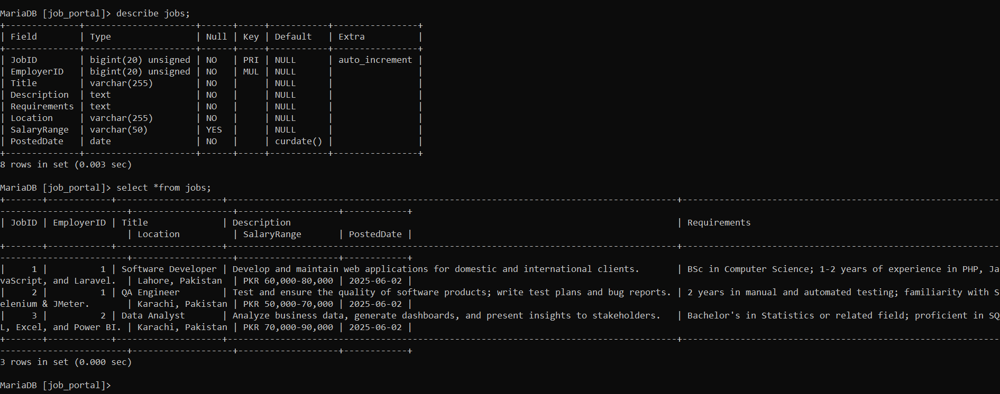 MariaDB [job_portal]> describe jobs;
+--------------+---------------------+------+-----+-----------+----------------+
| Field        | Type                | Null | Key | Default   | Extra          |
+--------------+---------------------+------+-----+-----------+----------------+
| JobID        | bigint(20) unsigned | NO   | PRI | NULL      | auto_increment |
| EmployerID   | bigint(20) unsigned | NO   | MUL | NULL      |                |
| Title        | varchar(255)        | NO   |     | NULL      |                |
| Description  | text                | NO   |     | NULL      |                |
| Requirements | text                | NO   |     | NULL      |                |
| Location     | varchar(255)        | NO   |     | NULL      |                |
| SalaryRange  | varchar(50)         | YES  |     | NULL      |                |
| PostedDate   | date                | NO   |     | curdate() |                |
+--------------+---------------------+------+-----+-----------+----------------+
8 rows in set (0.003 sec)

MariaDB [job_portal]> select *from jobs;
+-------+------------+--------------------+-------------------------------------------------------------------------------------+------------------------------------------------------------
------------------------+-------------------+-------------------+------------+
| JobID | EmployerID | Title              | Description                                                                         | Requirements
                        | Location          | SalaryRange       | PostedDate |
+-------+------------+--------------------+-------------------------------------------------------------------------------------+------------------------------------------------------------
------------------------+-------------------+-------------------+------------+
|     1 |          1 | Software Developer | Develop and maintain web applications for domestic and international clients.       | BSc in Computer Science; 1-2 years of experience in PHP, Ja
vaScript, and Laravel.  | Lahore, Pakistan  | PKR 60,000-80,000 | 2025-06-02 |
|     2 |          1 | QA Engineer        | Test and ensure the quality of software products; write test plans and bug reports. | 2 years in manual and automated testing; familiarity with S
elenium & JMeter.       | Karachi, Pakistan | PKR 50,000-70,000 | 2025-06-02 |
|     3 |          2 | Data Analyst       | Analyze business data, generate dashboards, and present insights to stakeholders.   | Bachelor's in Statistics or related field; proficient in SQ
L, Excel, and Power BI. | Karachi, Pakistan | PKR 70,000-90,000 | 2025-06-02 |
+-------+------------+--------------------+-------------------------------------------------------------------------------------+------------------------------------------------------------
------------------------+-------------------+-------------------+------------+
3 rows in set (0.000 sec)

MariaDB [job_portal]>